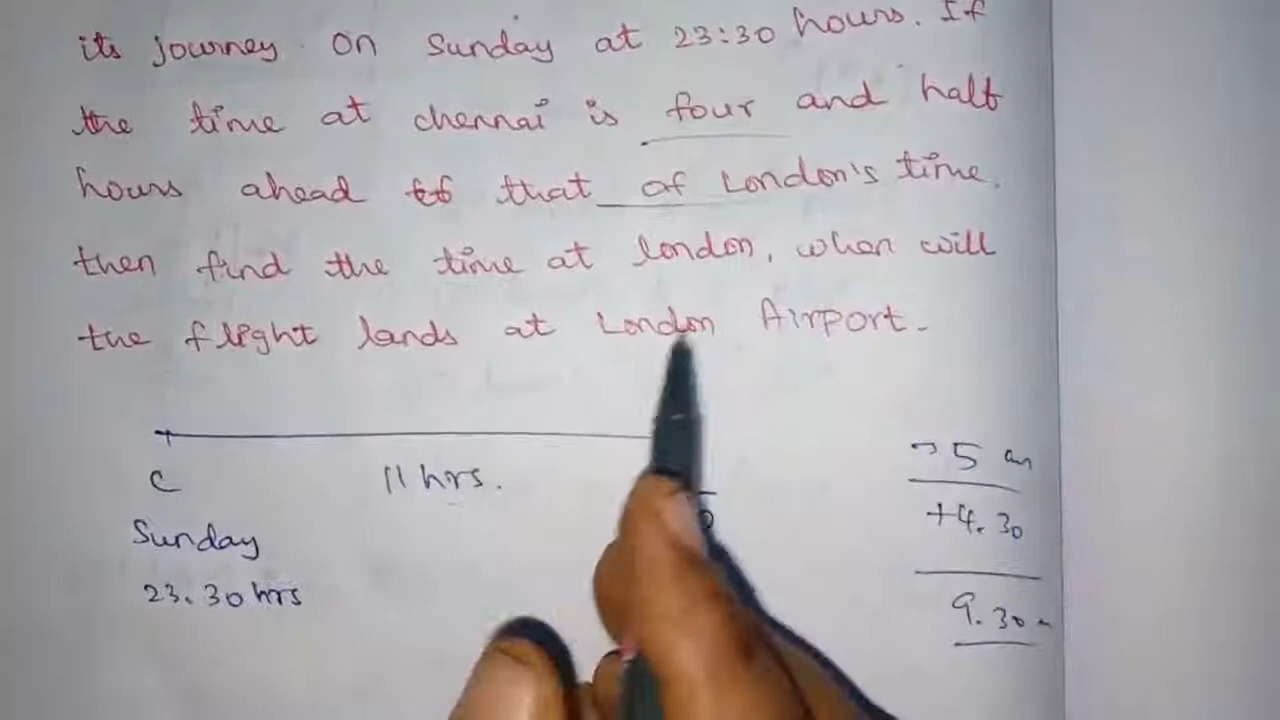 its journey on Sunday at 23:30 hours. If
the time at chennai is four and half
hours ahead that of London's time.
then find the time at london, when will
the flight lands at London Airport.
C 11 hrs.
Sunday
23.30 hrs
5 am
+4.30
9.30